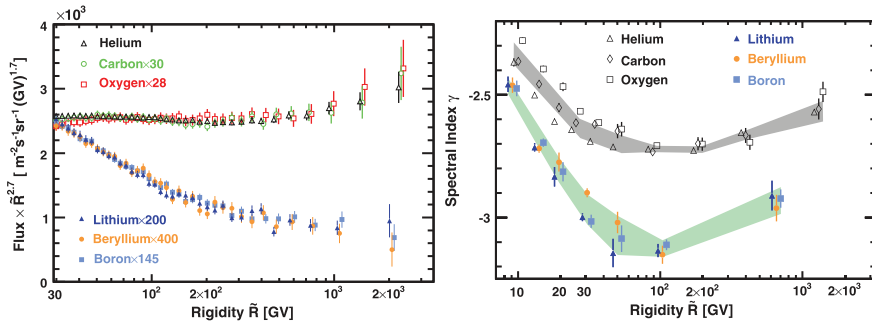 ×10³
4
3
2
1
0
Flux × R̃²·⁷ [ m⁻²s⁻¹sr⁻¹ (GV)¹·⁷ ]
Helium
Carbon×30
Oxygen×28
Lithium×200
Beryllium×400
Boron×145
30 10² 2×10² 10³ 2×10³
Rigidity R̃ [GV]
Spectral Index γ
-2.5
-3
Helium
Carbon
Oxygen
Lithium
Beryllium
Boron
10 20 30 10² 2×10² 10³ 2×10³
Rigidity R̃ [GV]